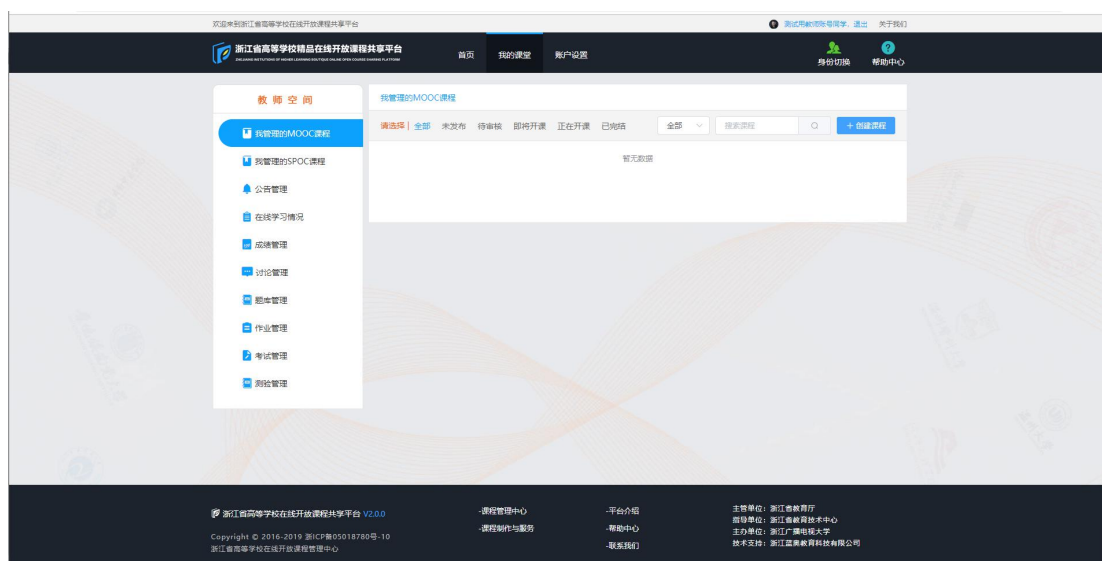 欢迎来到浙江省高等学校在线开放课程共享平台
测试用教师账号同学，退出 关于我们
浙江省高等学校精品在线开放课程共享平台
首页 我的课堂 账户设置 身份切换 帮助中心
教师空间
我管理的MOOC课程
我管理的SPOC课程
公告管理
在线学习情况
成绩管理
讨论管理
题库管理
作业管理
考试管理
测验管理
我管理的MOOC课程
请选择 | 全部 未发布 待审核 即将开课 正在开课 已完结 全部 搜索课程 + 创建课程
暂无数据
浙江省高等学校在线开放课程共享平台 V2.0.0
Copyright © 2016-2019 浙ICP备05018780号-10
浙江省高等学校在线开放课程管理中心
-课程管理中心
-课程制作与服务
-平台介绍
-帮助中心
-联系我们
主管单位：浙江省教育厅
指导单位：浙江省教育技术中心
主办单位：浙江广播电视大学
技术支持：浙江蓝奥教育科技有限公司